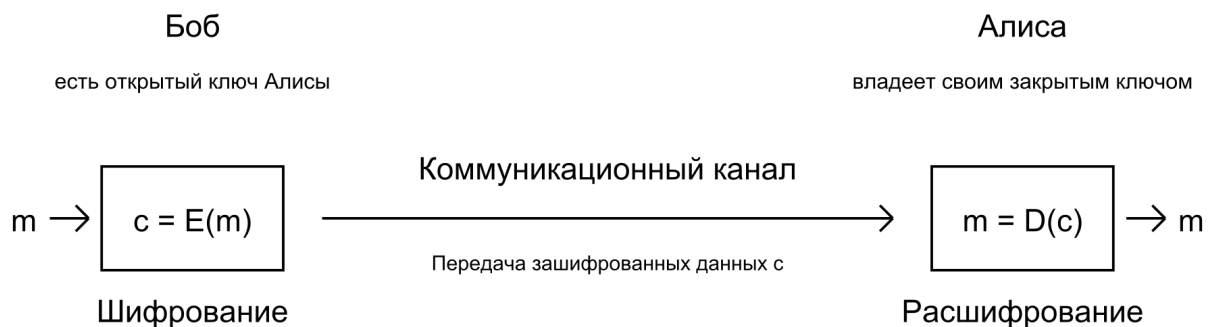 Боб
Алиса
есть открытый ключ Алисы
владеет своим закрытым ключом
Коммуникационный канал
m → c = E(m) → m = D(c) → m
Передача зашифрованных данных c
Шифрование
Расшифрование